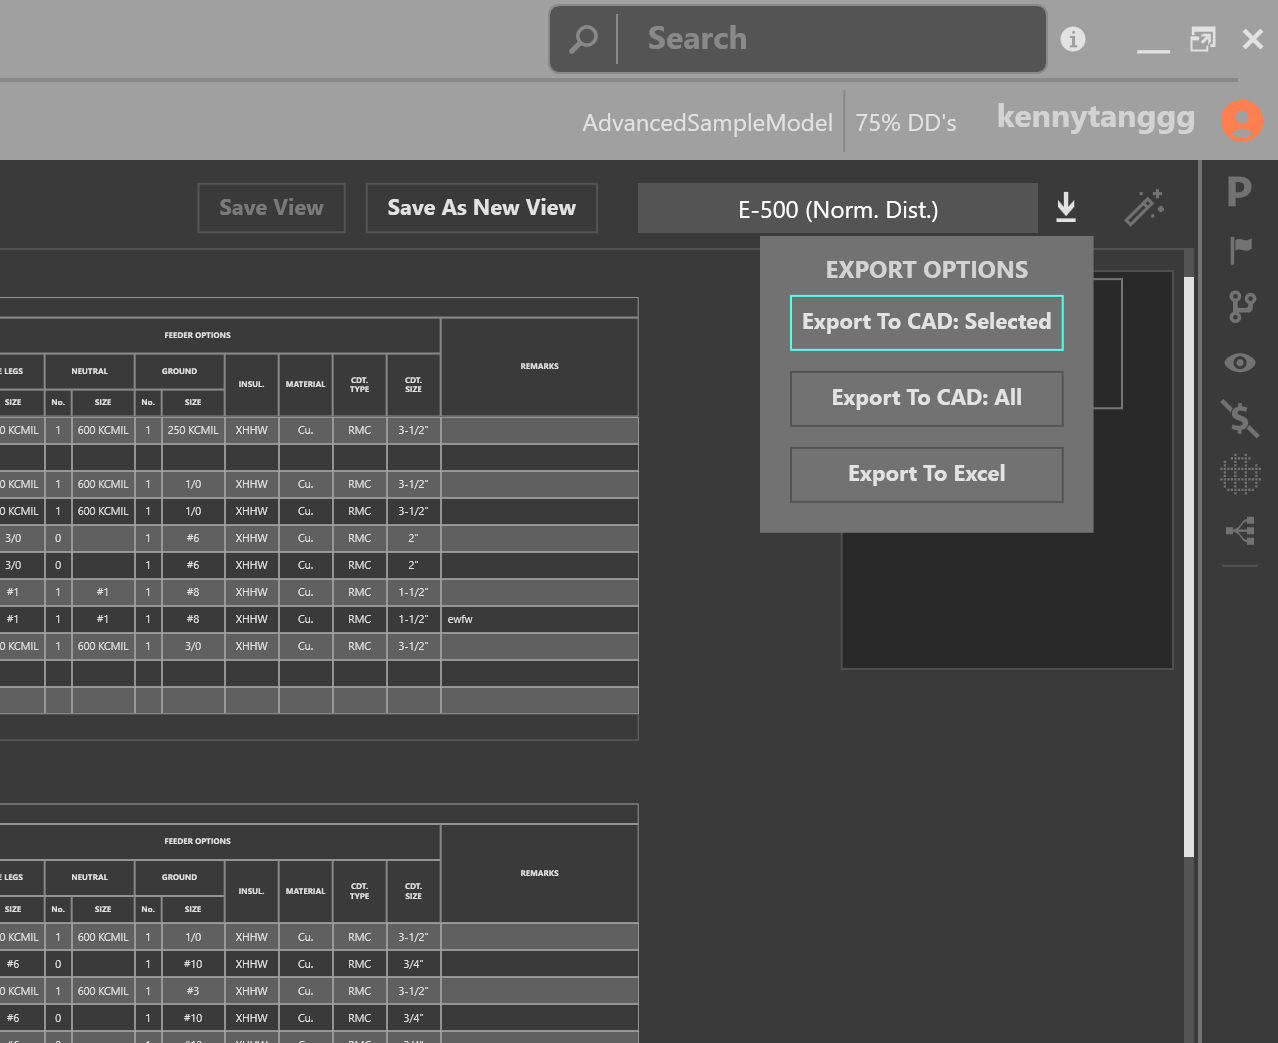 Search
AdvancedSampleModel 75% DD's kennytanggg
Save View Save As New View E-500 (Norm. Dist.)
EXPORT OPTIONS
Export To CAD: Selected
Export To CAD: All
Export To Excel
P
FEEDER OPTIONS REMARKS
LEGS NEUTRAL GROUND INSUL. MATERIAL CDT. TYPE CDT. SIZE
SIZE No. SIZE No. SIZE
0 KCMIL 1 600 KCMIL 1 250 KCMIL XHHW Cu. RMC 3-1/2"
0 KCMIL 1 600 KCMIL 1 1/0 XHHW Cu. RMC 3-1/2"
0 KCMIL 1 600 KCMIL 1 1/0 XHHW Cu. RMC 3-1/2"
3/0 0 1 #6 XHHW Cu. RMC 2"
3/0 0 1 #6 XHHW Cu. RMC 2"
#1 1 #1 1 #8 XHHW Cu. RMC 1-1/2"
#1 1 #1 1 #8 XHHW Cu. RMC 1-1/2" ewfw
0 KCMIL 1 600 KCMIL 1 3/0 XHHW Cu. RMC 3-1/2"
FEEDER OPTIONS REMARKS
LEGS NEUTRAL GROUND INSUL. MATERIAL CDT. TYPE CDT. SIZE
SIZE No. SIZE No. SIZE
0 KCMIL 1 600 KCMIL 1 1/0 XHHW Cu. RMC 3-1/2"
#6 0 1 #10 XHHW Cu. RMC 3/4"
0 KCMIL 1 600 KCMIL 1 #3 XHHW Cu. RMC 3-1/2"
#6 0 1 #10 XHHW Cu. RMC 3/4"